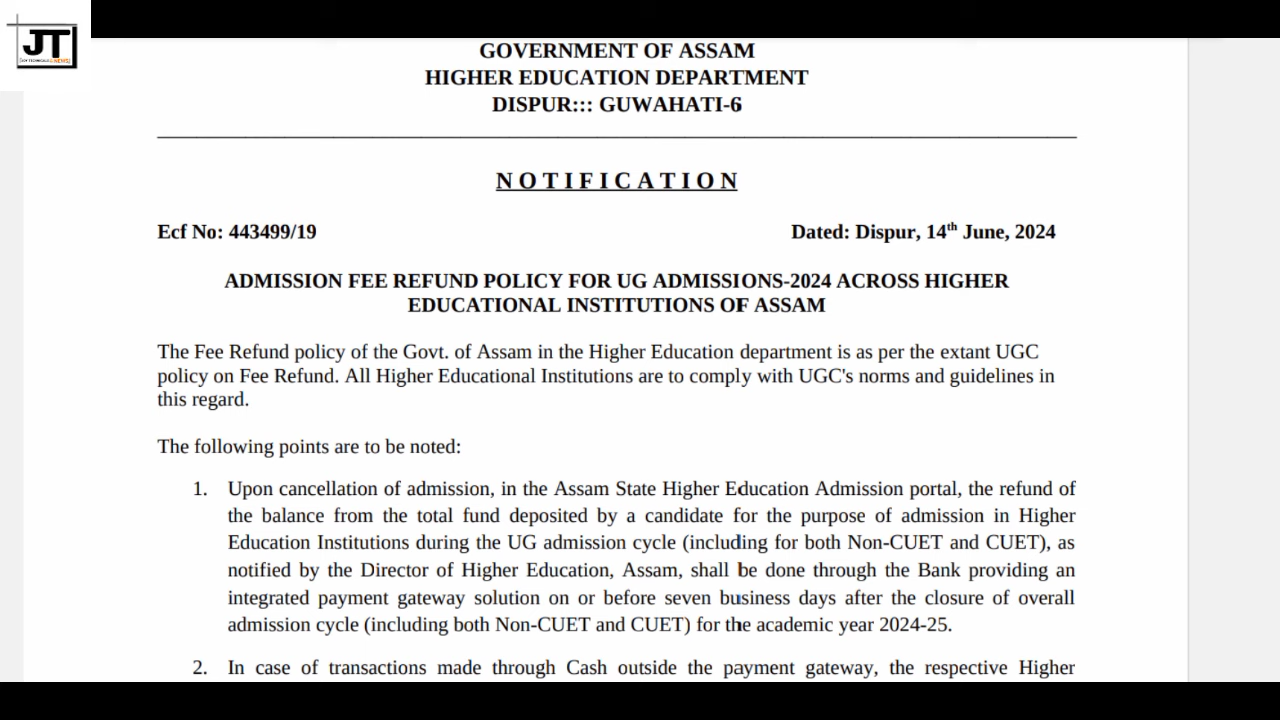 JT
GOVERNMENT OF ASSAM
HIGHER EDUCATION DEPARTMENT
DISPUR::: GUWAHATI-6
NOTIFICATION
Ecf No: 443499/19 Dated: Dispur, 14th June, 2024
ADMISSION FEE REFUND POLICY FOR UG ADMISSIONS-2024 ACROSS HIGHER
EDUCATIONAL INSTITUTIONS OF ASSAM
The Fee Refund policy of the Govt. of Assam in the Higher Education department is as per the extant UGC
policy on Fee Refund. All Higher Educational Institutions are to comply with UGC's norms and guidelines in
this regard.
The following points are to be noted:
1. Upon cancellation of admission, in the Assam State Higher Education Admission portal, the refund of
the balance from the total fund deposited by a candidate for the purpose of admission in Higher
Education Institutions during the UG admission cycle (including for both Non-CUET and CUET), as
notified by the Director of Higher Education, Assam, shall be done through the Bank providing an
integrated payment gateway solution on or before seven business days after the closure of overall
admission cycle (including both Non-CUET and CUET) for the academic year 2024-25.
2. In case of transactions made through Cash outside the payment gateway, the respective Higher